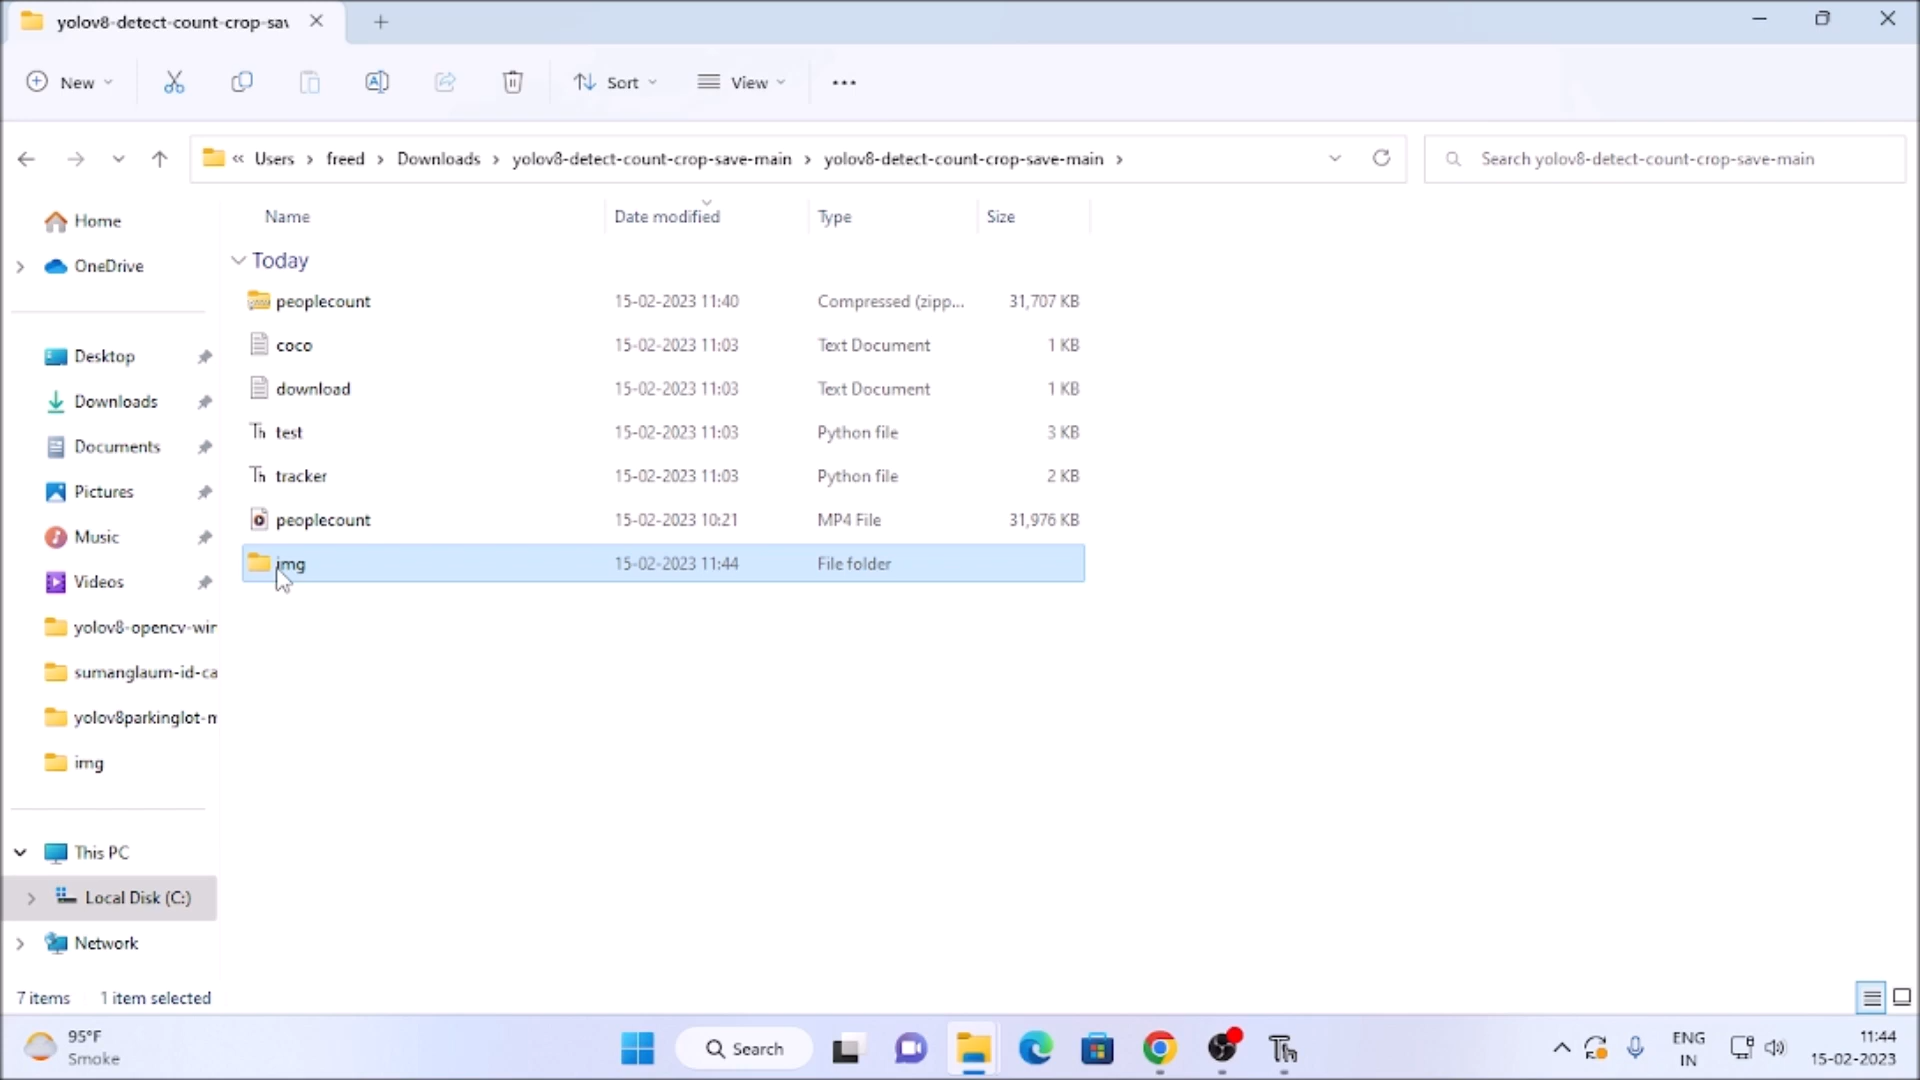 yolov8-detect-count-crop-sav
New
Sort
View
« Users > freed > Downloads > yolov8-detect-count-crop-save-main > yolov8-detect-count-crop-save-main >
Search yolov8-detect-count-crop-save-main
Home
OneDrive
Desktop
Downloads
Documents
Pictures
Music
Videos
yolov8-opencv-win
sumanglaum-id-ca
yolov8parkinglot-m
img
This PC
Local Disk (C:)
Network
Name Date modified Type Size
Today
peoplecount 15-02-2023 11:40 Compressed (zipp... 31,707 KB
coco 15-02-2023 11:03 Text Document 1 KB
download 15-02-2023 11:03 Text Document 1 KB
Th test 15-02-2023 11:03 Python file 3 KB
Th tracker 15-02-2023 11:03 Python file 2 KB
peoplecount 15-02-2023 10:21 MP4 File 31,976 KB
img 15-02-2023 11:44 File folder
7 items 1 item selected
95°F
Smoke
Search
Th
ENG
IN
11:44
15-02-2023